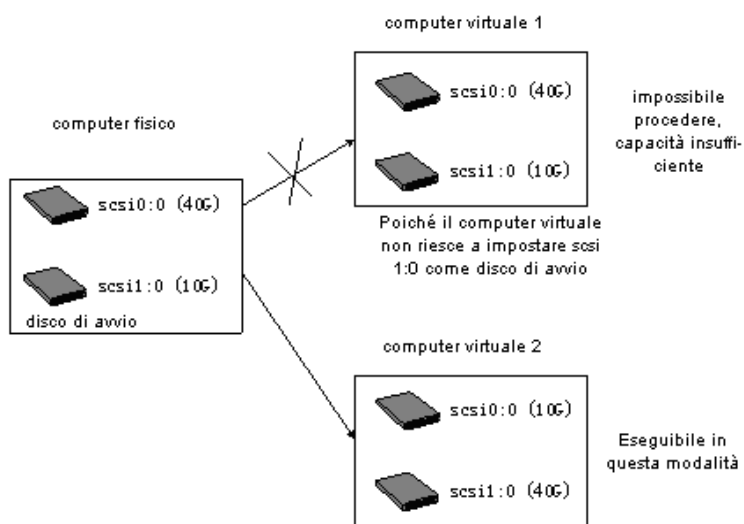 computer fisico
scsi0:0 (40G)
scsi1:0 (10G)
disco di avvio
computer virtuale 1
scsi0:0 (40G)
scsi1:0 (10G)
impossibile
procedere,
capacità insuffi-
ciente
Poiché il computer virtuale
non riesce a impostare scsi
1:0 come disco di avvio
computer virtuale 2
scsi0:0 (10G)
scsi1:0 (40G)
Eseguibile in
questa modalità